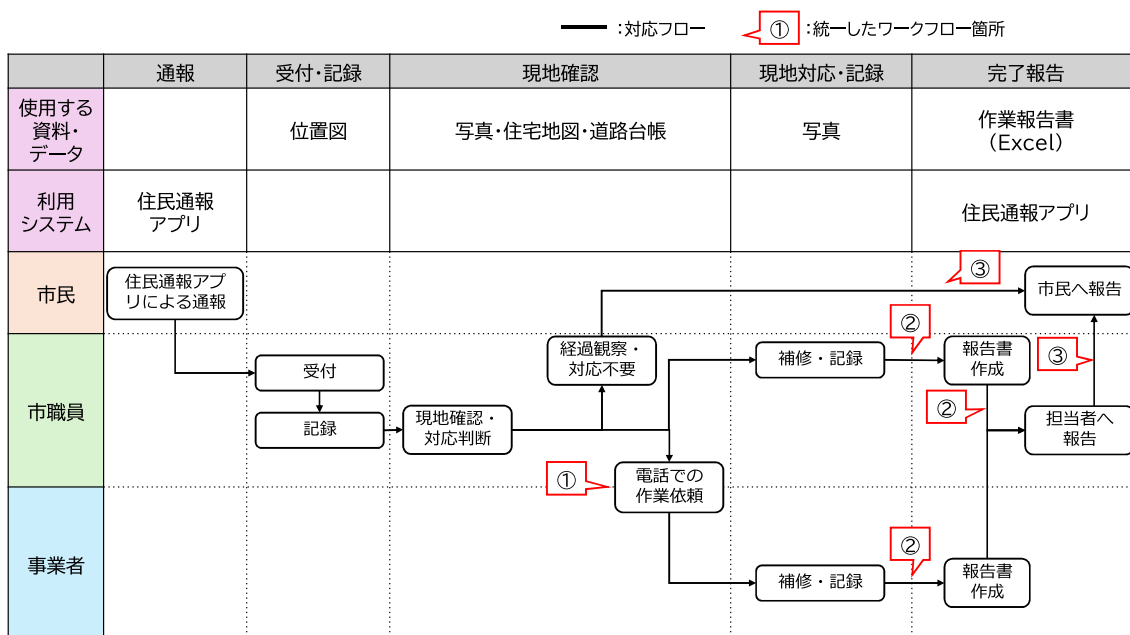 :対応フロー
① :統一したワークフロー箇所
通報 受付・記録 現地確認 現地対応・記録 完了報告
使用する
資料・
データ
位置図
写真・住宅地図・道路台帳
写真
作業報告書
(Excel)
利用
システム
住民通報
アプリ
住民通報アプリ
市民
住民通報アプ
リによる通報
③
市民へ報告
市職員
受付
記録
現地確認・
対応判断
経過観察・
対応不要
補修・記録
②
報告書
作成
③
②
担当者へ
報告
①
電話での
作業依頼
事業者
補修・記録
②
報告書
作成